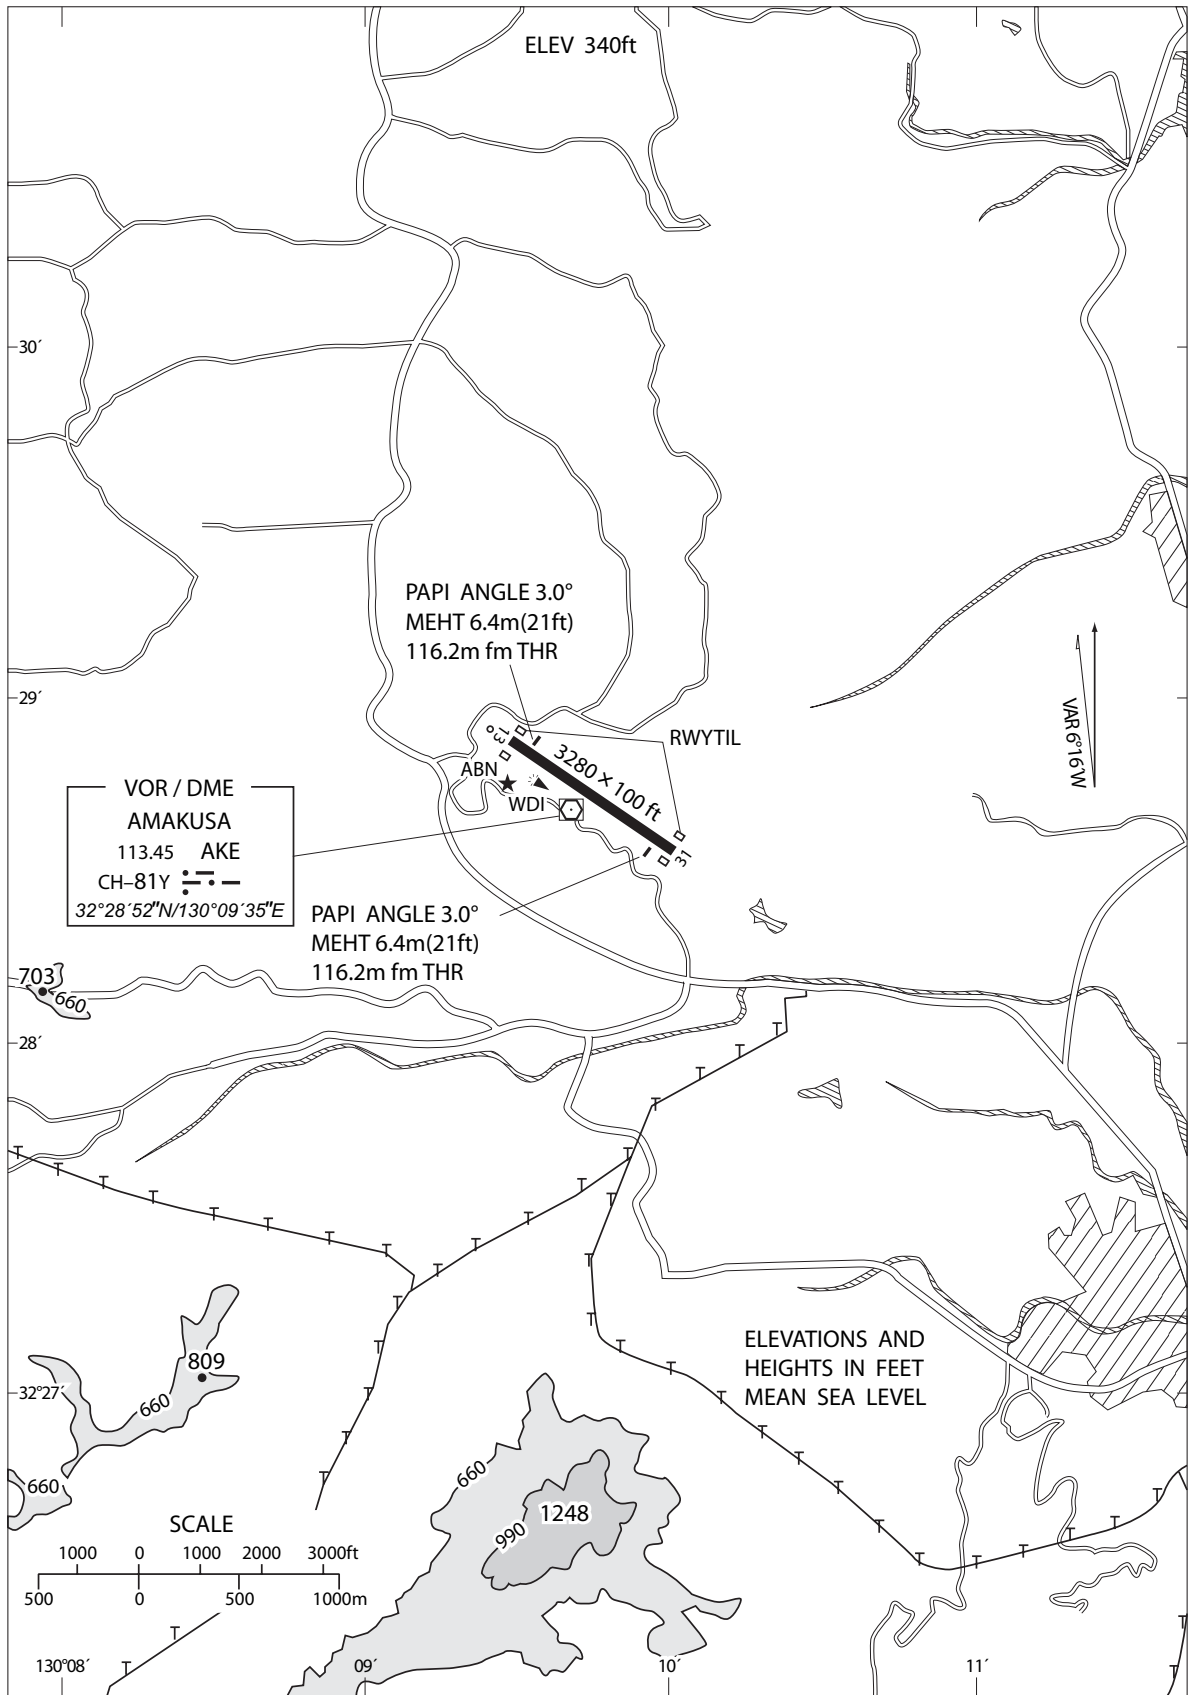 ELEV 340ft
30´
PAPI ANGLE 3.0°
MEHT 6.4m(21ft)
116.2m fm THR
29´
VAR 6°16´W
13
RWYTIL
3280 × 100 ft
ABN
WDI
31
VOR / DME
AMAKUSA
113.45 AKE
CH–81Y
32°28´52"N/130°09´35"E
PAPI ANGLE 3.0°
MEHT 6.4m(21ft)
116.2m fm THR
703
660
28´
ELEVATIONS AND
HEIGHTS IN FEET
MEAN SEA LEVEL
809
32°27´
660
660
660
990
1248
SCALE
1000 0 1000 2000 3000ft
500 0 500 1000m
130°08´ 09´ 10´ 11´